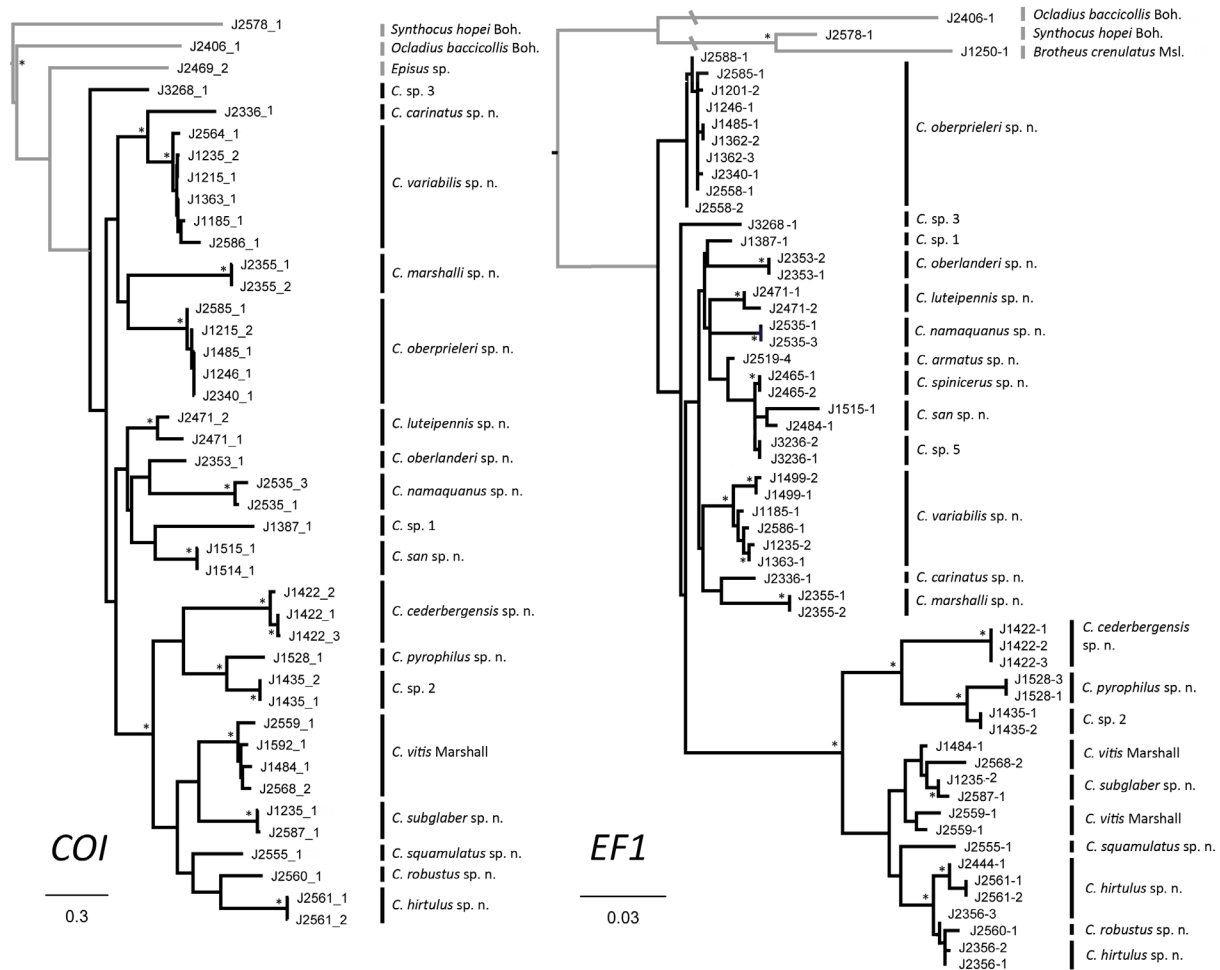 J2578_1
J2406_1
*
J2469_2
J3268_1
J2336_1
*
J2564_1
*
J1235_2
J1215_1
J1363_1
J1185_1
J2586_1
*
J2355_1
J2355_2
J2585_1
*
J1215_2
J1485_1
J1246_1
J2340_1
*
J2471_2
J2471_1
J2353_1
*
J2535_3
J2535_1
J1387_1
*
J1515_1
J1514_1
J1422_2
*
J1422_1
*
J1422_3
J1528_1
*
J1435_2
*
J1435_1
*
J2559_1
*
J1592_1
J1484_1
J2568_2
*
J1235_1
J2587_1
J2555_1
J2560_1
*
J2561_1
J2561_2
Synthocus hopei Boh.
Ocladius baccicollis Boh.
Episus sp.
C. sp. 3
C. carinatus sp. n.
C. variabilis sp. n.
C. marshalli sp. n.
C. oberprieleri sp. n.
C. luteipennis sp. n.
C. oberlanderi sp. n.
C. namaquanus sp. n.
C. sp. 1
C. san sp. n.
C. cederbergensis sp. n.
C. pyrophilus sp. n.
C. sp. 2
C. vitis Marshall
C. subglaber sp. n.
C. squamulatus sp. n.
C. robustus sp. n.
C. hirtulus sp. n.
COI
0.3
J2406-1
*
J2578-1
J1250-1
J2588-1
J2585-1
J1201-2
J1246-1
J1485-1
J1362-2
J1362-3
J2340-1
J2558-1
J2558-2
J3268-1
J1387-1
*
J2353-2
J2353-1
*
J2471-1
J2471-2
J2535-1
*
J2535-3
J2519-4
*
J2465-1
J2465-2
J1515-1
J2484-1
J3236-2
J3236-1
*
J1499-2
*
J1499-1
J1185-1
J2586-1
J1235-2
*
J1363-1
J2336-1
*
J2355-1
J2355-2
*
J1422-1
J1422-2
J1422-3
*
J1528-3
*
J1528-1
J1435-1
J1435-2
*
J1484-1
J2568-2
J1235-2
*
J2587-1
J2559-1
J2559-1
J2555-1
J2444-1
*
J2561-1
J2561-2
*
J2356-3
J2560-1
J2356-2
J2356-1
Ocladius baccicollis Boh.
Synthocus hopei Boh.
Brotheus crenulatus Msl.
C. oberprieleri sp. n.
C. sp. 3
C. sp. 1
C. oberlanderi sp. n.
C. luteipennis sp. n.
C. namaquanus sp. n.
C. armatus sp. n.
C. spinicerus sp. n.
C. san sp. n.
C. sp. 5
C. variabilis sp. n.
C. carinatus sp. n.
C. marshalli sp. n.
C. cederbergensis
sp. n.
C. pyrophilus sp. n.
C. sp. 2
C. vitis Marshall
C. subglaber sp. n.
C. vitis Marshall
C. squamulatus sp. n.
C. hirtulus sp. n.
C. robustus sp. n.
C. hirtulus sp. n.
EF1
0.03